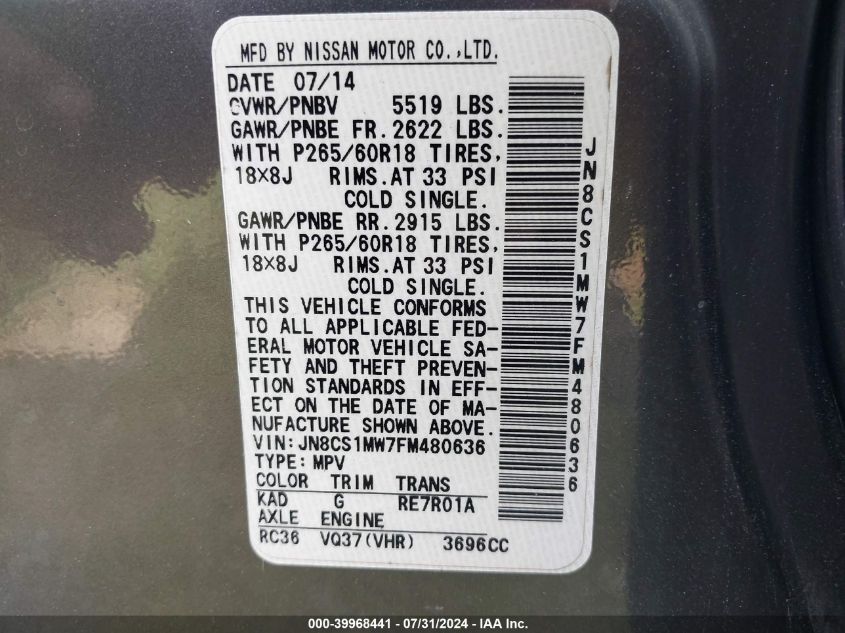 MFD BY NISSAN MOTOR CO.,LTD.
DATE 07/14
GVWR/PNBV 5519 LBS.
GAWR/PNBE FR. 2622 LBS.
WITH P265/60R18 TIRES,
18X8J RIMS.AT 33 PSI
COLD SINGLE.
GAWR/PNBE RR. 2915 LBS.
WITH P265/60R18 TIRES,
18X8J RIMS.AT 33 PSI
COLD SINGLE.
THIS VEHICLE CONFORMS
TO ALL APPLICABLE FED-
ERAL MOTOR VEHICLE SA-
FETY AND THEFT PREVEN-
TION STANDARDS IN EFF-
ECT ON THE DATE OF MA-
NUFACTURE SHOWN ABOVE.
VIN:JN8CS1MW7FM480636
TYPE:MPV
COLOR TRIM TRANS
KAD G RE7R01A
AXLE ENGINE
RC36 VQ37(VHR) 3696CC
JN8CS1MW7FM480636
000-39968441 / 07/31/2024 - IAA Inc.